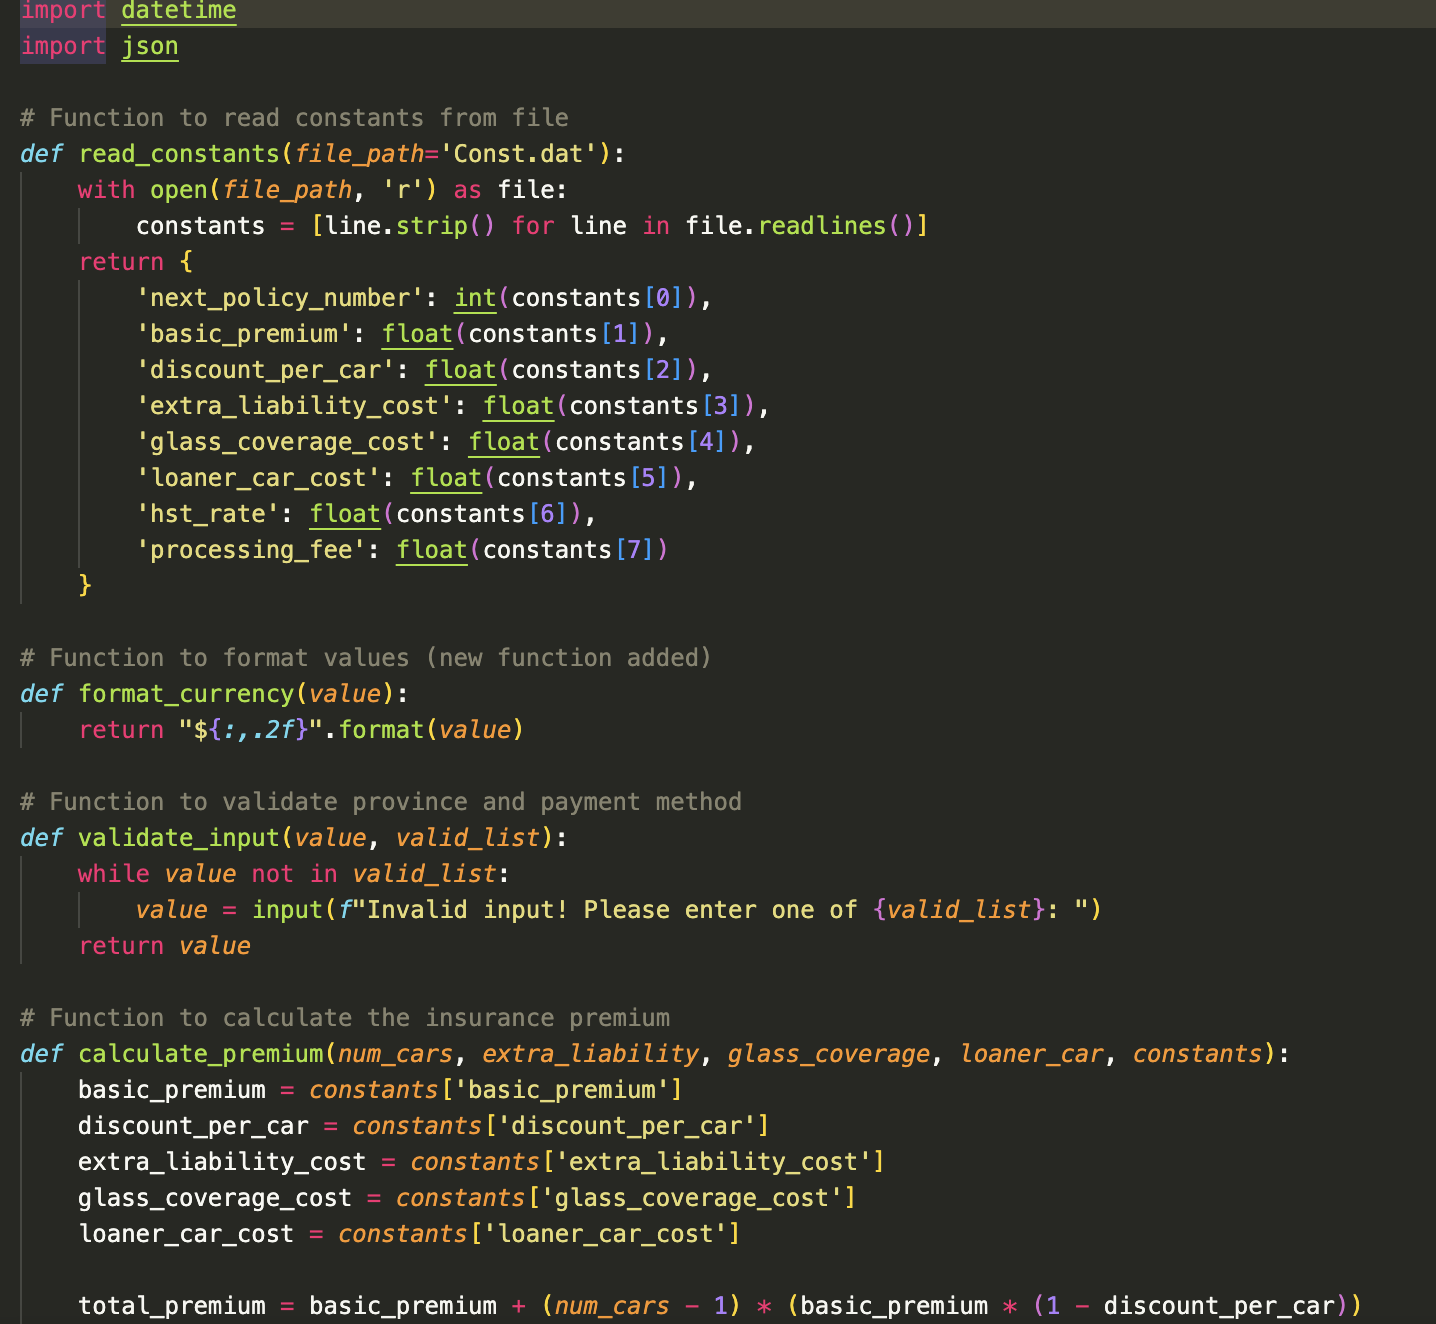 import datetime
import json
# Function to read constants from file
def read_constants(file_path='Const.dat'):
    with open(file_path, 'r') as file:
        constants = [line.strip() for line in file.readlines()]
    return {
        'next_policy_number': int(constants[0]),
        'basic_premium': float(constants[1]),
        'discount_per_car': float(constants[2]),
        'extra_liability_cost': float(constants[3]),
        'glass_coverage_cost': float(constants[4]),
        'loaner_car_cost': float(constants[5]),
        'hst_rate': float(constants[6]),
        'processing_fee': float(constants[7])
    }
# Function to format values (new function added)
def format_currency(value):
    return "${:,.2f}".format(value)
# Function to validate province and payment method
def validate_input(value, valid_list):
    while value not in valid_list:
        value = input(f"Invalid input! Please enter one of {valid_list}: ")
    return value
# Function to calculate the insurance premium
def calculate_premium(num_cars, extra_liability, glass_coverage, loaner_car, constants):
    basic_premium = constants['basic_premium']
    discount_per_car = constants['discount_per_car']
    extra_liability_cost = constants['extra_liability_cost']
    glass_coverage_cost = constants['glass_coverage_cost']
    loaner_car_cost = constants['loaner_car_cost']
    total_premium = basic_premium + (num_cars - 1) * (basic_premium * (1 - discount_per_car))